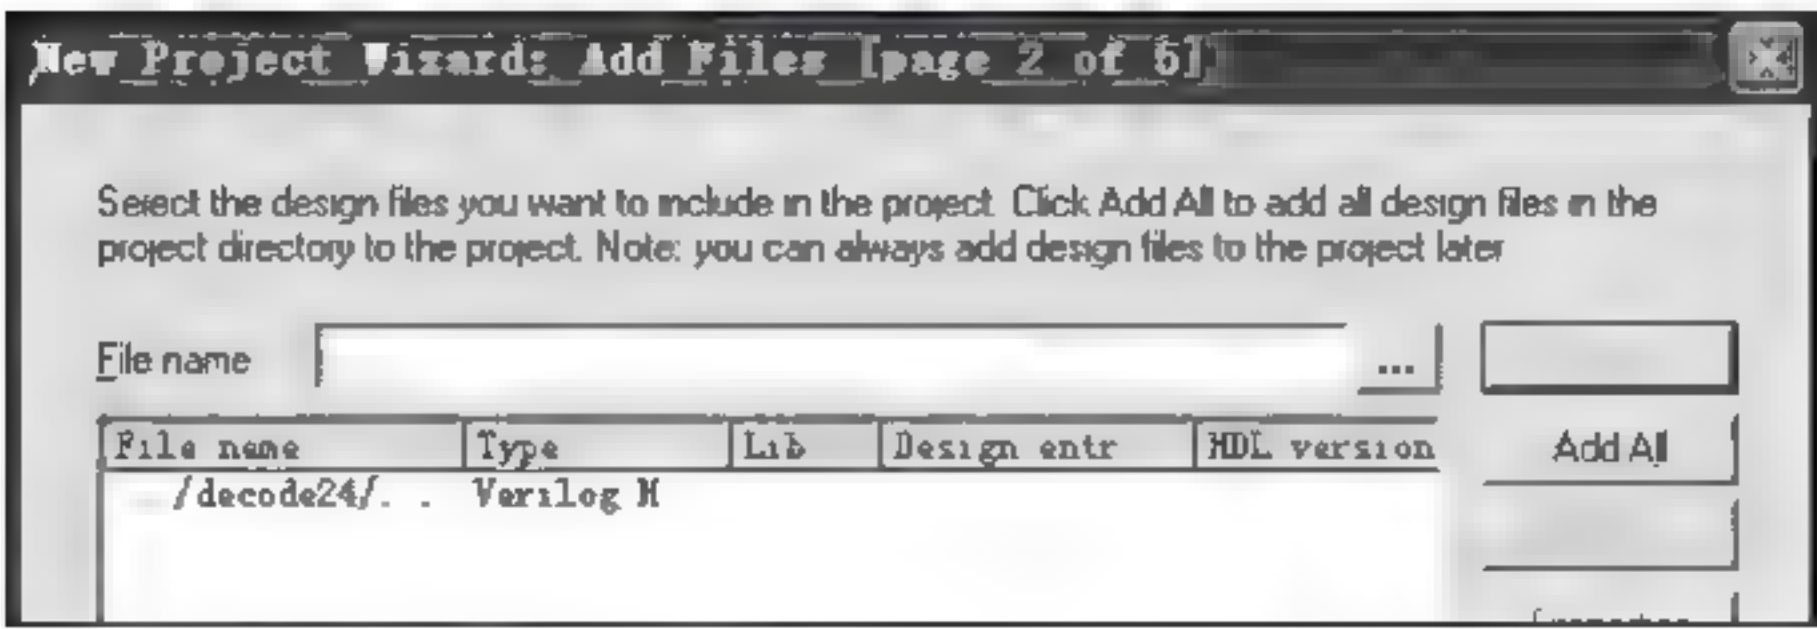 New Project Wizard: Add Files [page 2 of 5]
Select the design files you want to include in the project. Click Add All to add all design files in the
project directory to the project. Note: you can always add design files to the project later
File name
...
Add All
File name Type Lib Design entr HDL version
/decode24/. . Verilog H